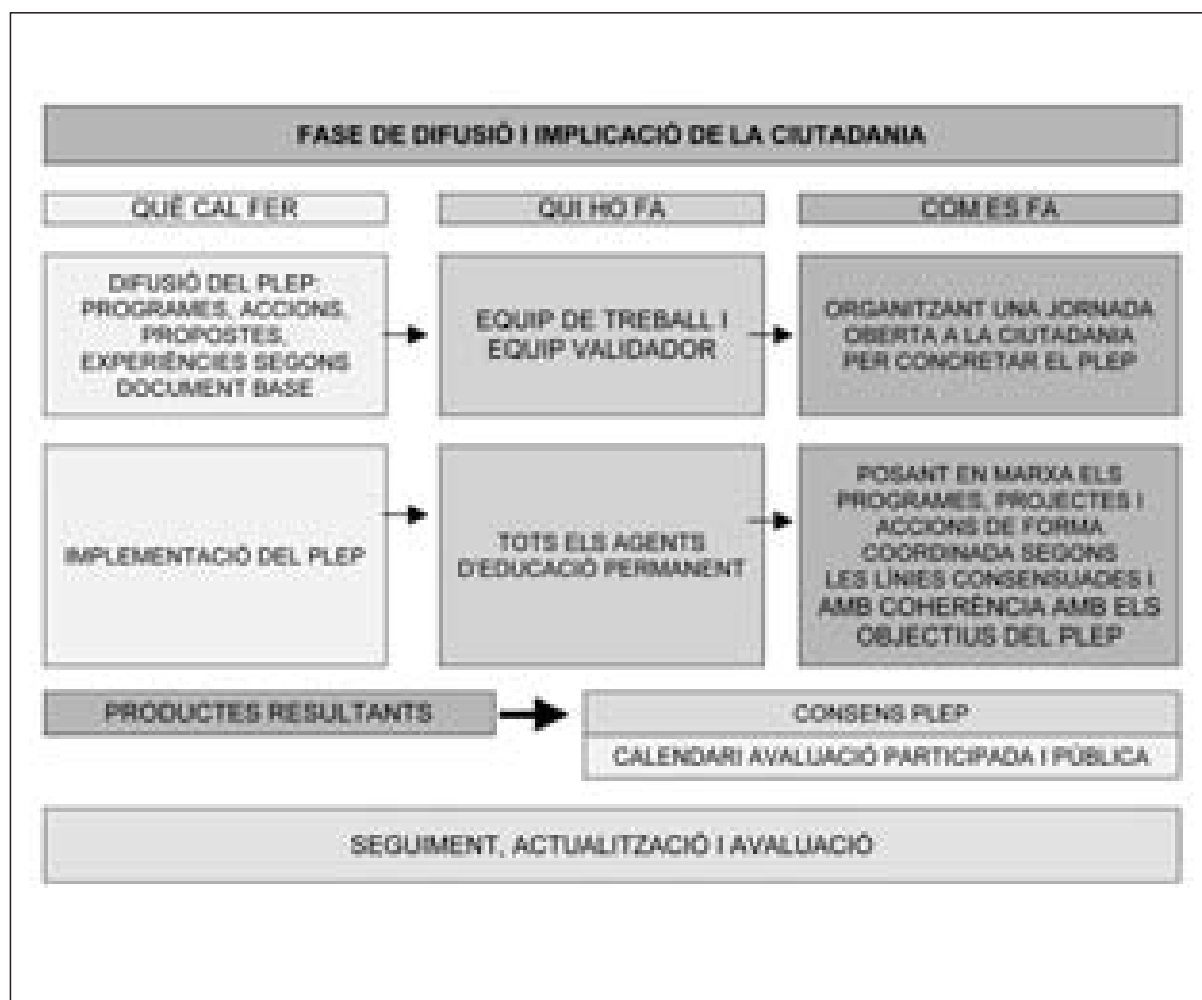 FASE DE DIFUSIÓ I IMPLICACIÓ DE LA CIUTADANIA
QUÈ CAL FER
QUI HO FA
COM ES FA
DIFUSIÓ DEL PLEP:
PROGRAMES, ACCIONS,
PROPOSTES,
EXPERIÈNCIES SEGONS
DOCUMENT BASE
EQUIP DE TREBALL I
EQUIP VALIDADOR
ORGANITZANT UNA JORNADA
OBERTA A LA CIUTADANIA
PER CONCRETAR EL PLEP
IMPLEMENTACIÓ DEL PLEP
TOTS ELS AGENTS
D'EDUCACIÓ PERMANENT
POSANT EN MARXA ELS
PROGRAMES, PROJECTES I
ACCIONS DE FORMA
COORDINADA SEGONS
LES LÍNIES CONSENSUADES I
AMB COHERÈNCIA AMB ELS
OBJECTIUS DEL PLEP
PRODUCTES RESULTANTS
CONSENS PLEP
CALENDARI AVALUACIÓ PARTICIPADA I PÚBLICA
SEGUIMENT, ACTUALITZACIÓ I AVALUACIÓ